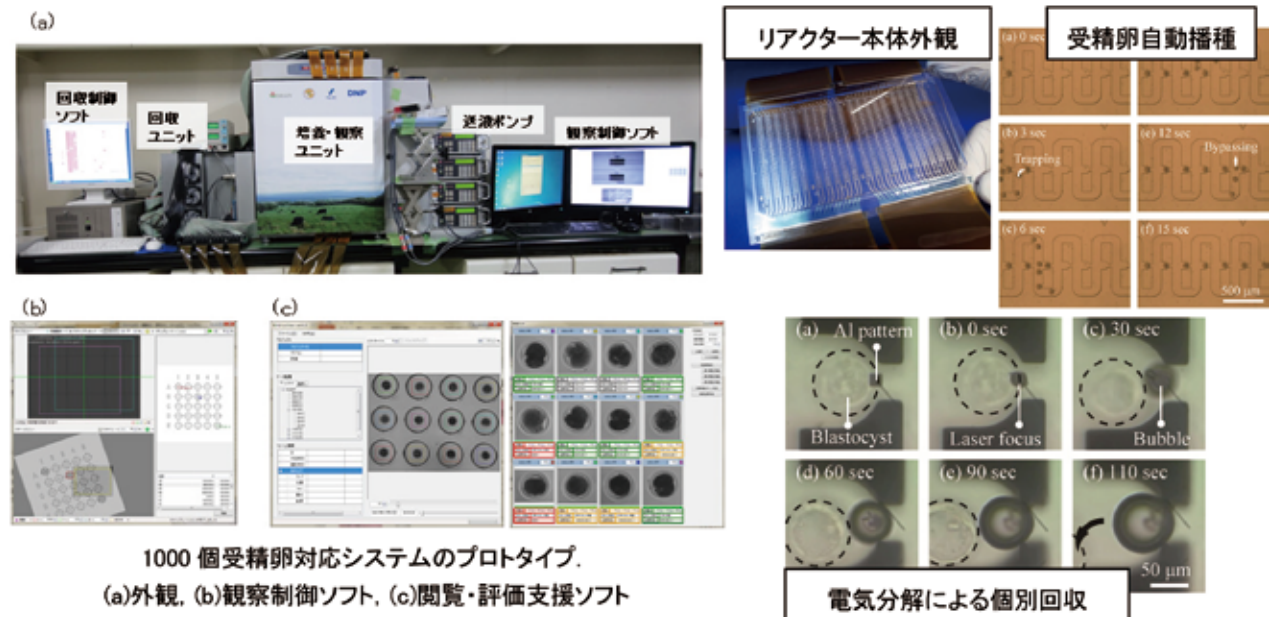 (a)
回収制御
ソフト
回収
ユニット
培養・観察
ユニット
DNP
送液ポンプ
観察制御ソフト
リアクター本体外観
受精卵自動播種
(a) 0 sec
(b) 3 sec
Trapping
(e) 12 sec
Bypassing
(c) 6 sec
(f) 15 sec
500 μm
(b)
(c)
1000 個受精卵対応システムのプロトタイプ.
(a)外観, (b)観察制御ソフト, (c)閲覧・評価支援ソフト
(a)
Al pattern
Blastocyst
(b) 0 sec
Laser focus
(c) 30 sec
Bubble
(d) 60 sec
(e) 90 sec
(f) 110 sec
50 μm
電気分解による個別回収